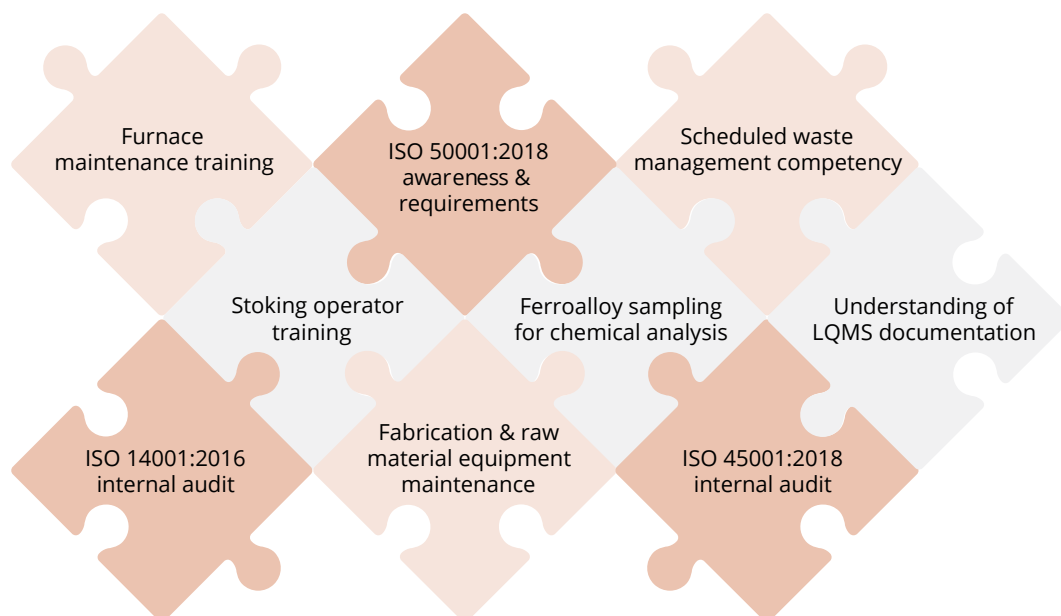 Furnace
maintenance training
ISO 50001:2018
awareness &
requirements
Scheduled waste
management competency
Stoking operator
training
Ferroalloy sampling
for chemical analysis
Understanding of
LQMS documentation
ISO 14001:2016
internal audit
Fabrication & raw
material equipment
maintenance
ISO 45001:2018
internal audit